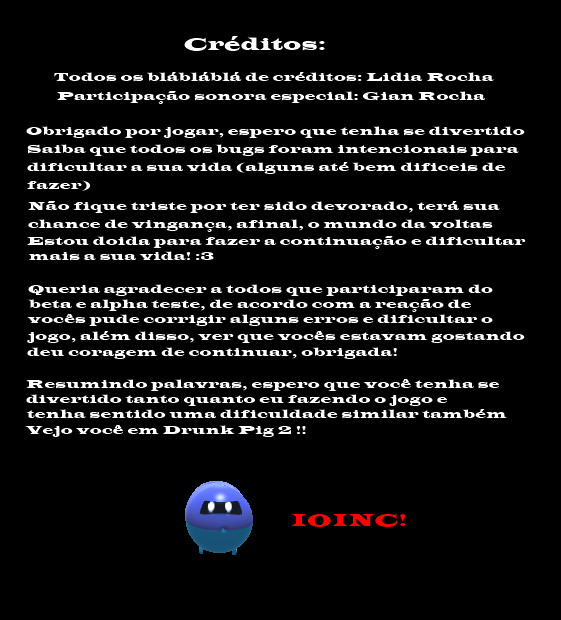 Créditos:
Todos os bláblablá de créditos: Lidia Rocha
Participação sonora especial: Gian Rocha
Obrigado por jogar, espero que tenha se divertido
Saiba que todos os bugs foram intencionais para
dificultar a sua vida (alguns até bem dificeis de
fazer)
Não fique triste por ter sido devorado, terá sua
chance de vingança, afinal, o mundo da voltas
Estou doida para fazer a continuação e dificultar
mais a sua vida! :3
Queria agradecer a todos que participaram do
beta e alpha teste, de acordo com a reação de
vocês pude corrigir alguns erros e dificultar o
jogo, além disso, ver que vocês estavam gostando
deu coragem de continuar, obrigada!
Resumindo palavras, espero que você tenha se
divertido tanto quanto eu fazendo o jogo e
tenha sentido uma dificuldade similar também
Vejo você em Drunk Pig 2 !!
IOINC!